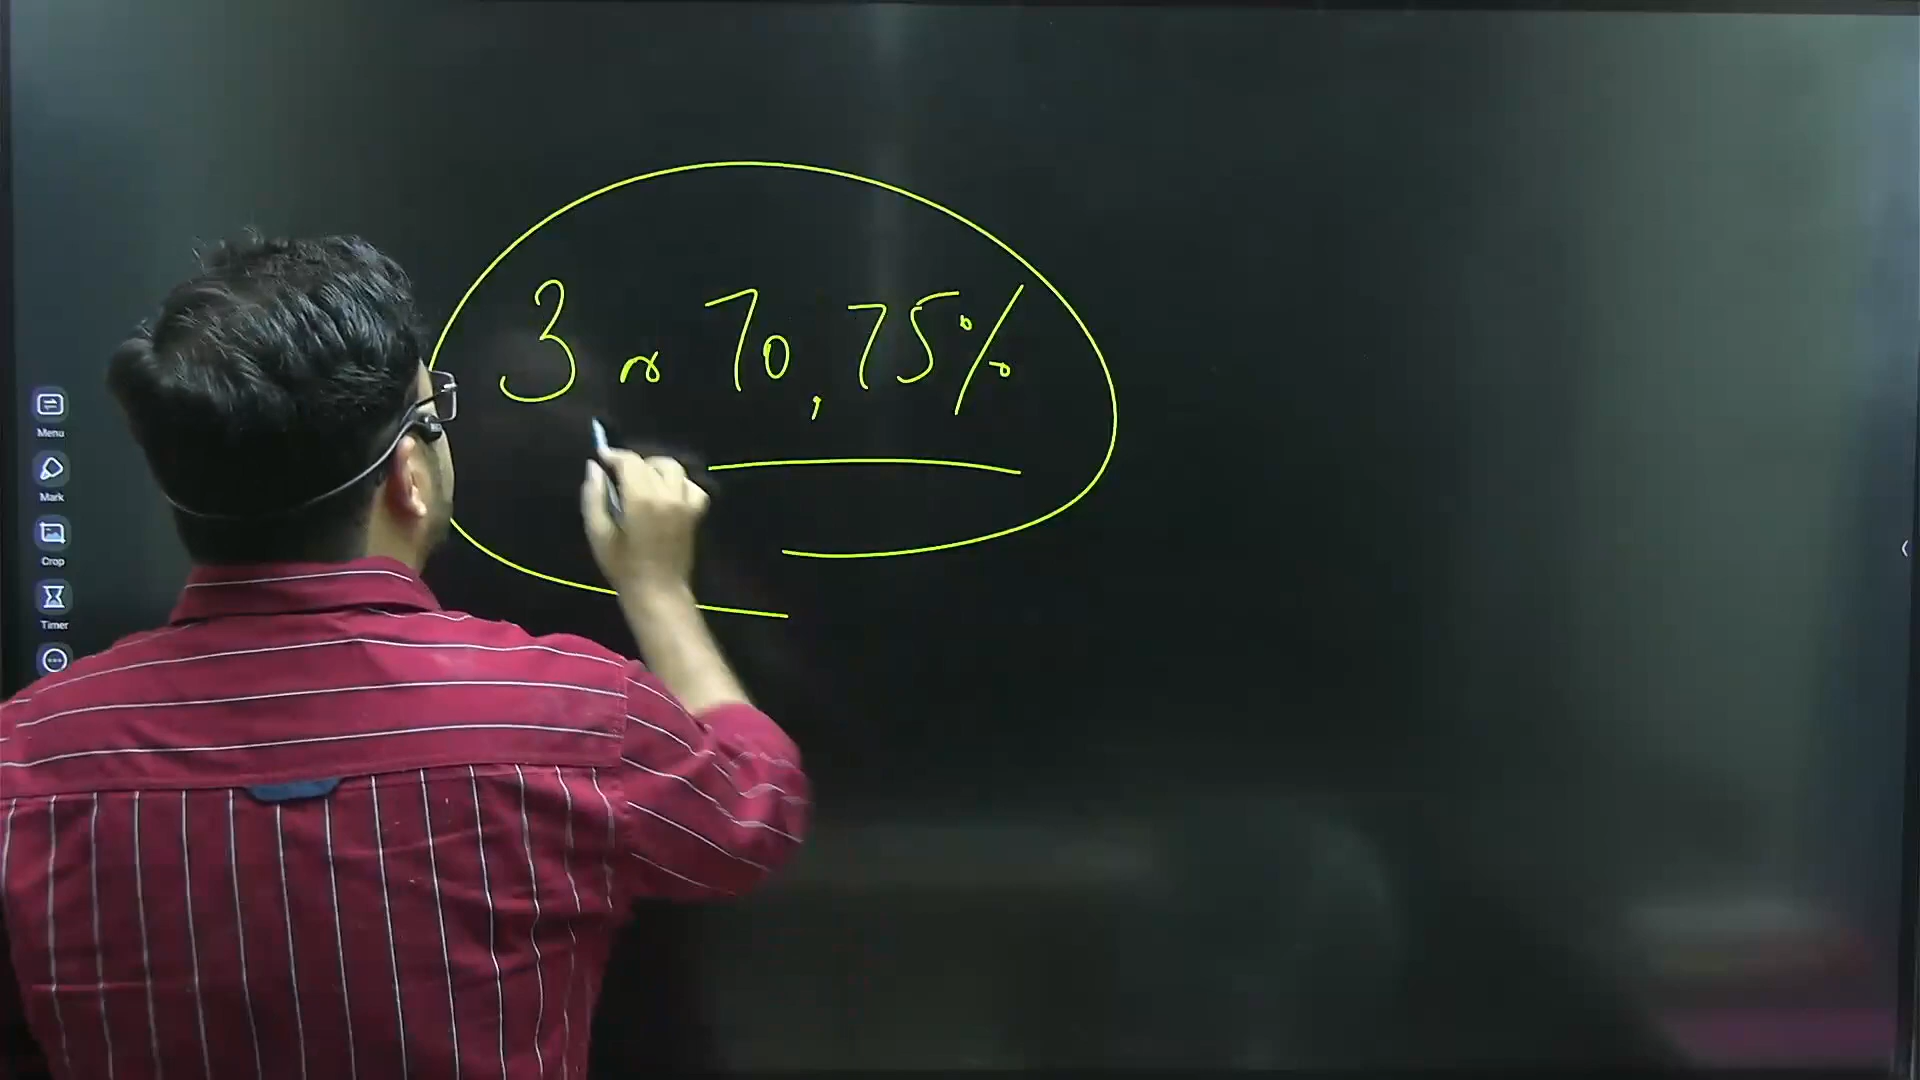 3 में 70, 75%
Menu
Mark
Crop
Timer